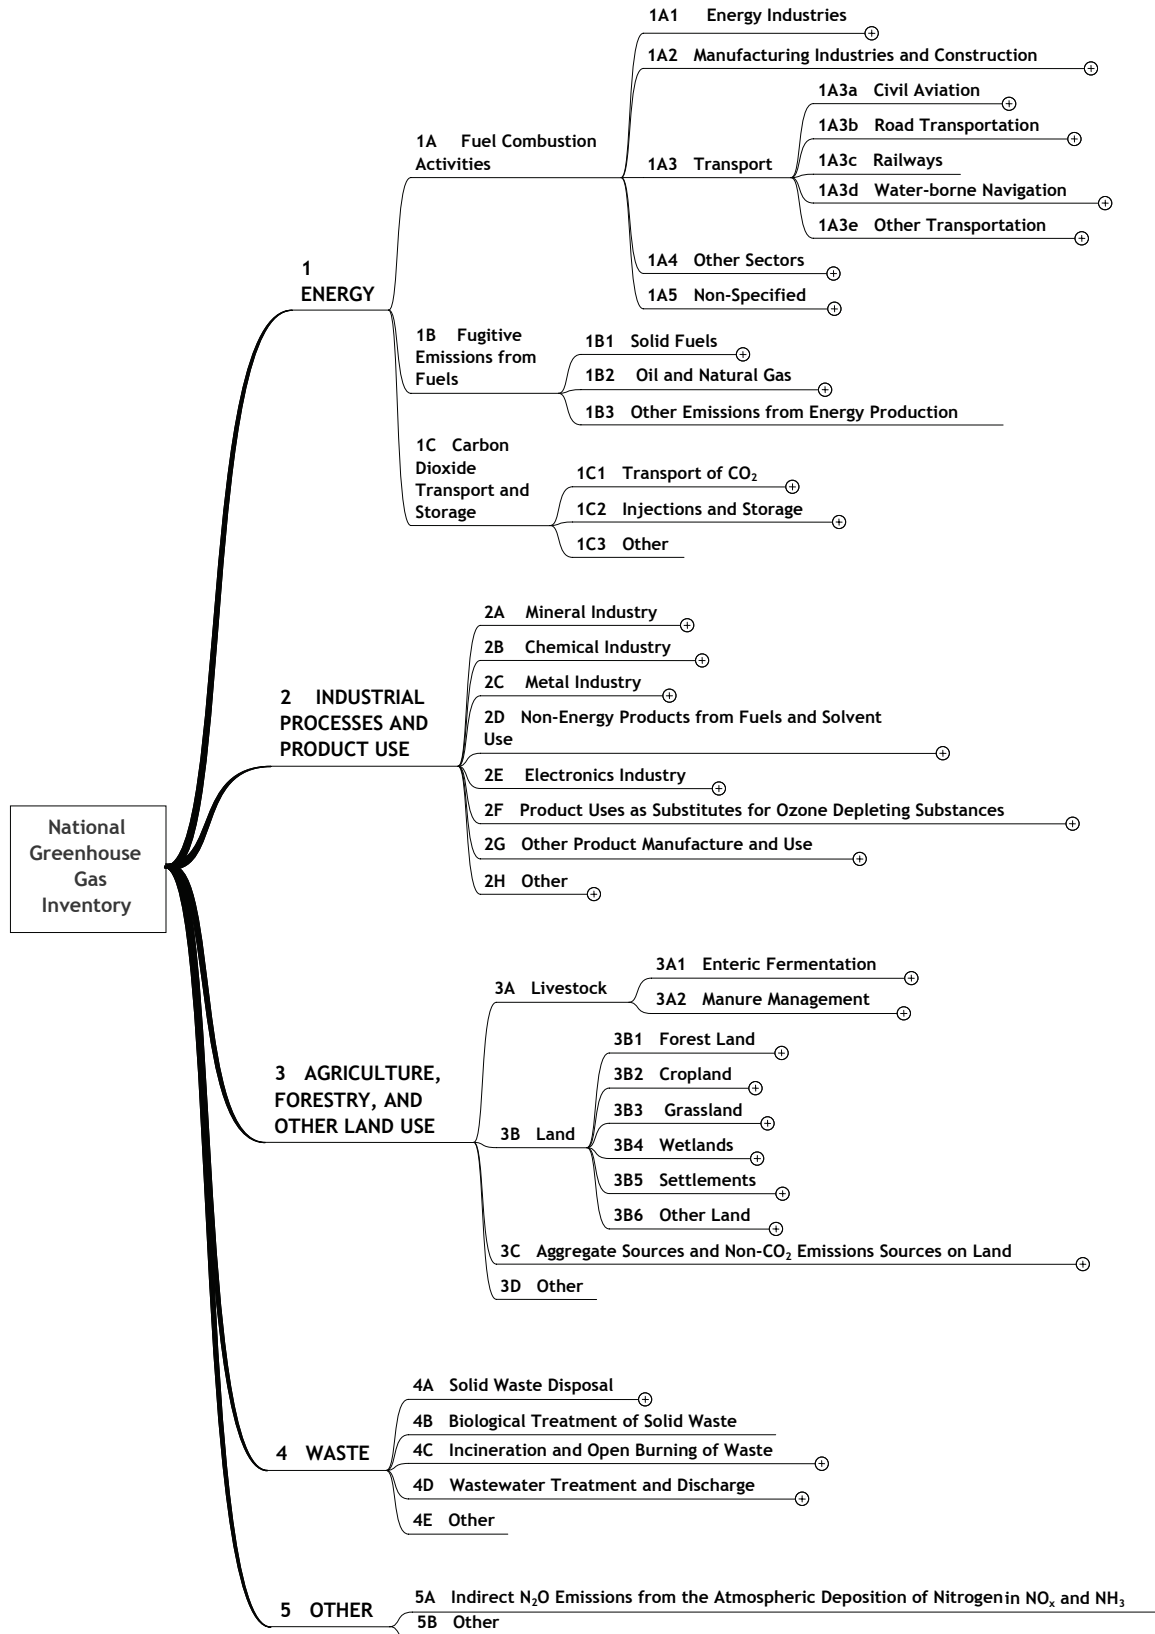 National
Greenhouse
Gas
Inventory
1
ENERGY
1A Fuel Combustion
Activities
1A1 Energy Industries
1A2 Manufacturing Industries and Construction
1A3 Transport
1A3a Civil Aviation
1A3b Road Transportation
1A3c Railways
1A3d Water-borne Navigation
1A3e Other Transportation
1A4 Other Sectors
1A5 Non-Specified
1B Fugitive
Emissions from
Fuels
1B1 Solid Fuels
1B2 Oil and Natural Gas
1B3 Other Emissions from Energy Production
1C Carbon
Dioxide
Transport and
Storage
1C1 Transport of CO₂
1C2 Injections and Storage
1C3 Other
2 INDUSTRIAL
PROCESSES AND
PRODUCT USE
2A Mineral Industry
2B Chemical Industry
2C Metal Industry
2D Non-Energy Products from Fuels and Solvent
Use
2E Electronics Industry
2F Product Uses as Substitutes for Ozone Depleting Substances
2G Other Product Manufacture and Use
2H Other
3 AGRICULTURE,
FORESTRY, AND
OTHER LAND USE
3A Livestock
3A1 Enteric Fermentation
3A2 Manure Management
3B Land
3B1 Forest Land
3B2 Cropland
3B3 Grassland
3B4 Wetlands
3B5 Settlements
3B6 Other Land
3C Aggregate Sources and Non-CO₂ Emissions Sources on Land
3D Other
4 WASTE
4A Solid Waste Disposal
4B Biological Treatment of Solid Waste
4C Incineration and Open Burning of Waste
4D Wastewater Treatment and Discharge
4E Other
5 OTHER
5A Indirect N₂O Emissions from the Atmospheric Deposition of Nitrogen in NOₓ and NH₃
5B Other